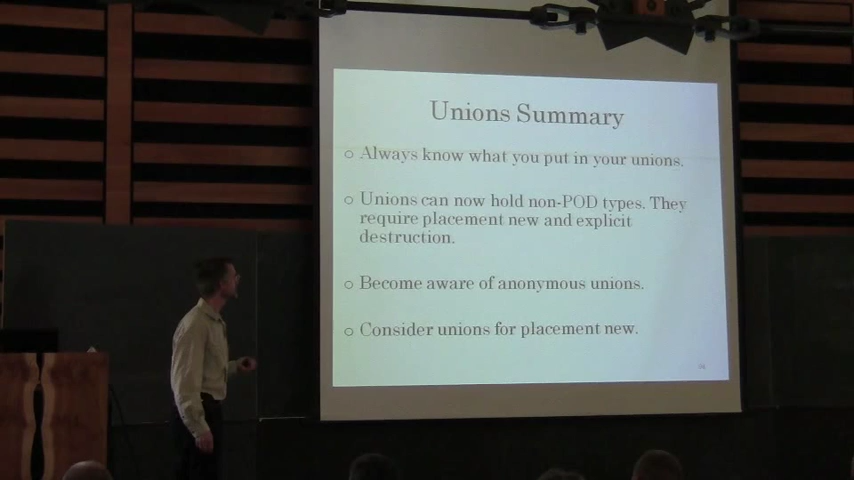 Unions Summary
o Always know what you put in your unions.
o Unions can now hold non-POD types. They
require placement new and explicit
destruction.
o Become aware of anonymous unions.
o Consider unions for placement new.